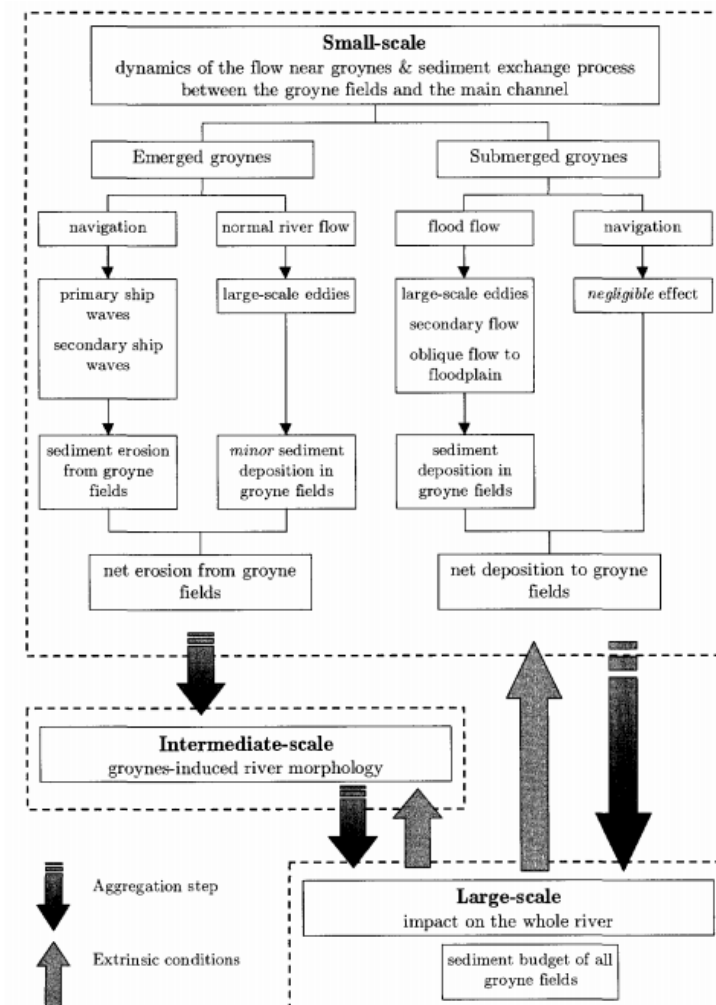 Small-scale
dynamics of the flow near groynes & sediment exchange process
between the groyne fields and the main channel
Emerged groynes
Submerged groynes
navigation
normal river flow
flood flow
navigation
primary ship
waves
secondary ship
waves
large-scale eddies
large-scale eddies
secondary flow
oblique flow to
floodplain
negligible effect
sediment erosion
from groyne
fields
minor sediment
deposition in
groyne fields
sediment
deposition in
groyne fields
net erosion from groyne
fields
net deposition to groyne
fields
Intermediate-scale
groynes-induced river morphology
Aggregation step
Large-scale
impact on the whole river
Extrinsic conditions
sediment budget of all
groyne fields